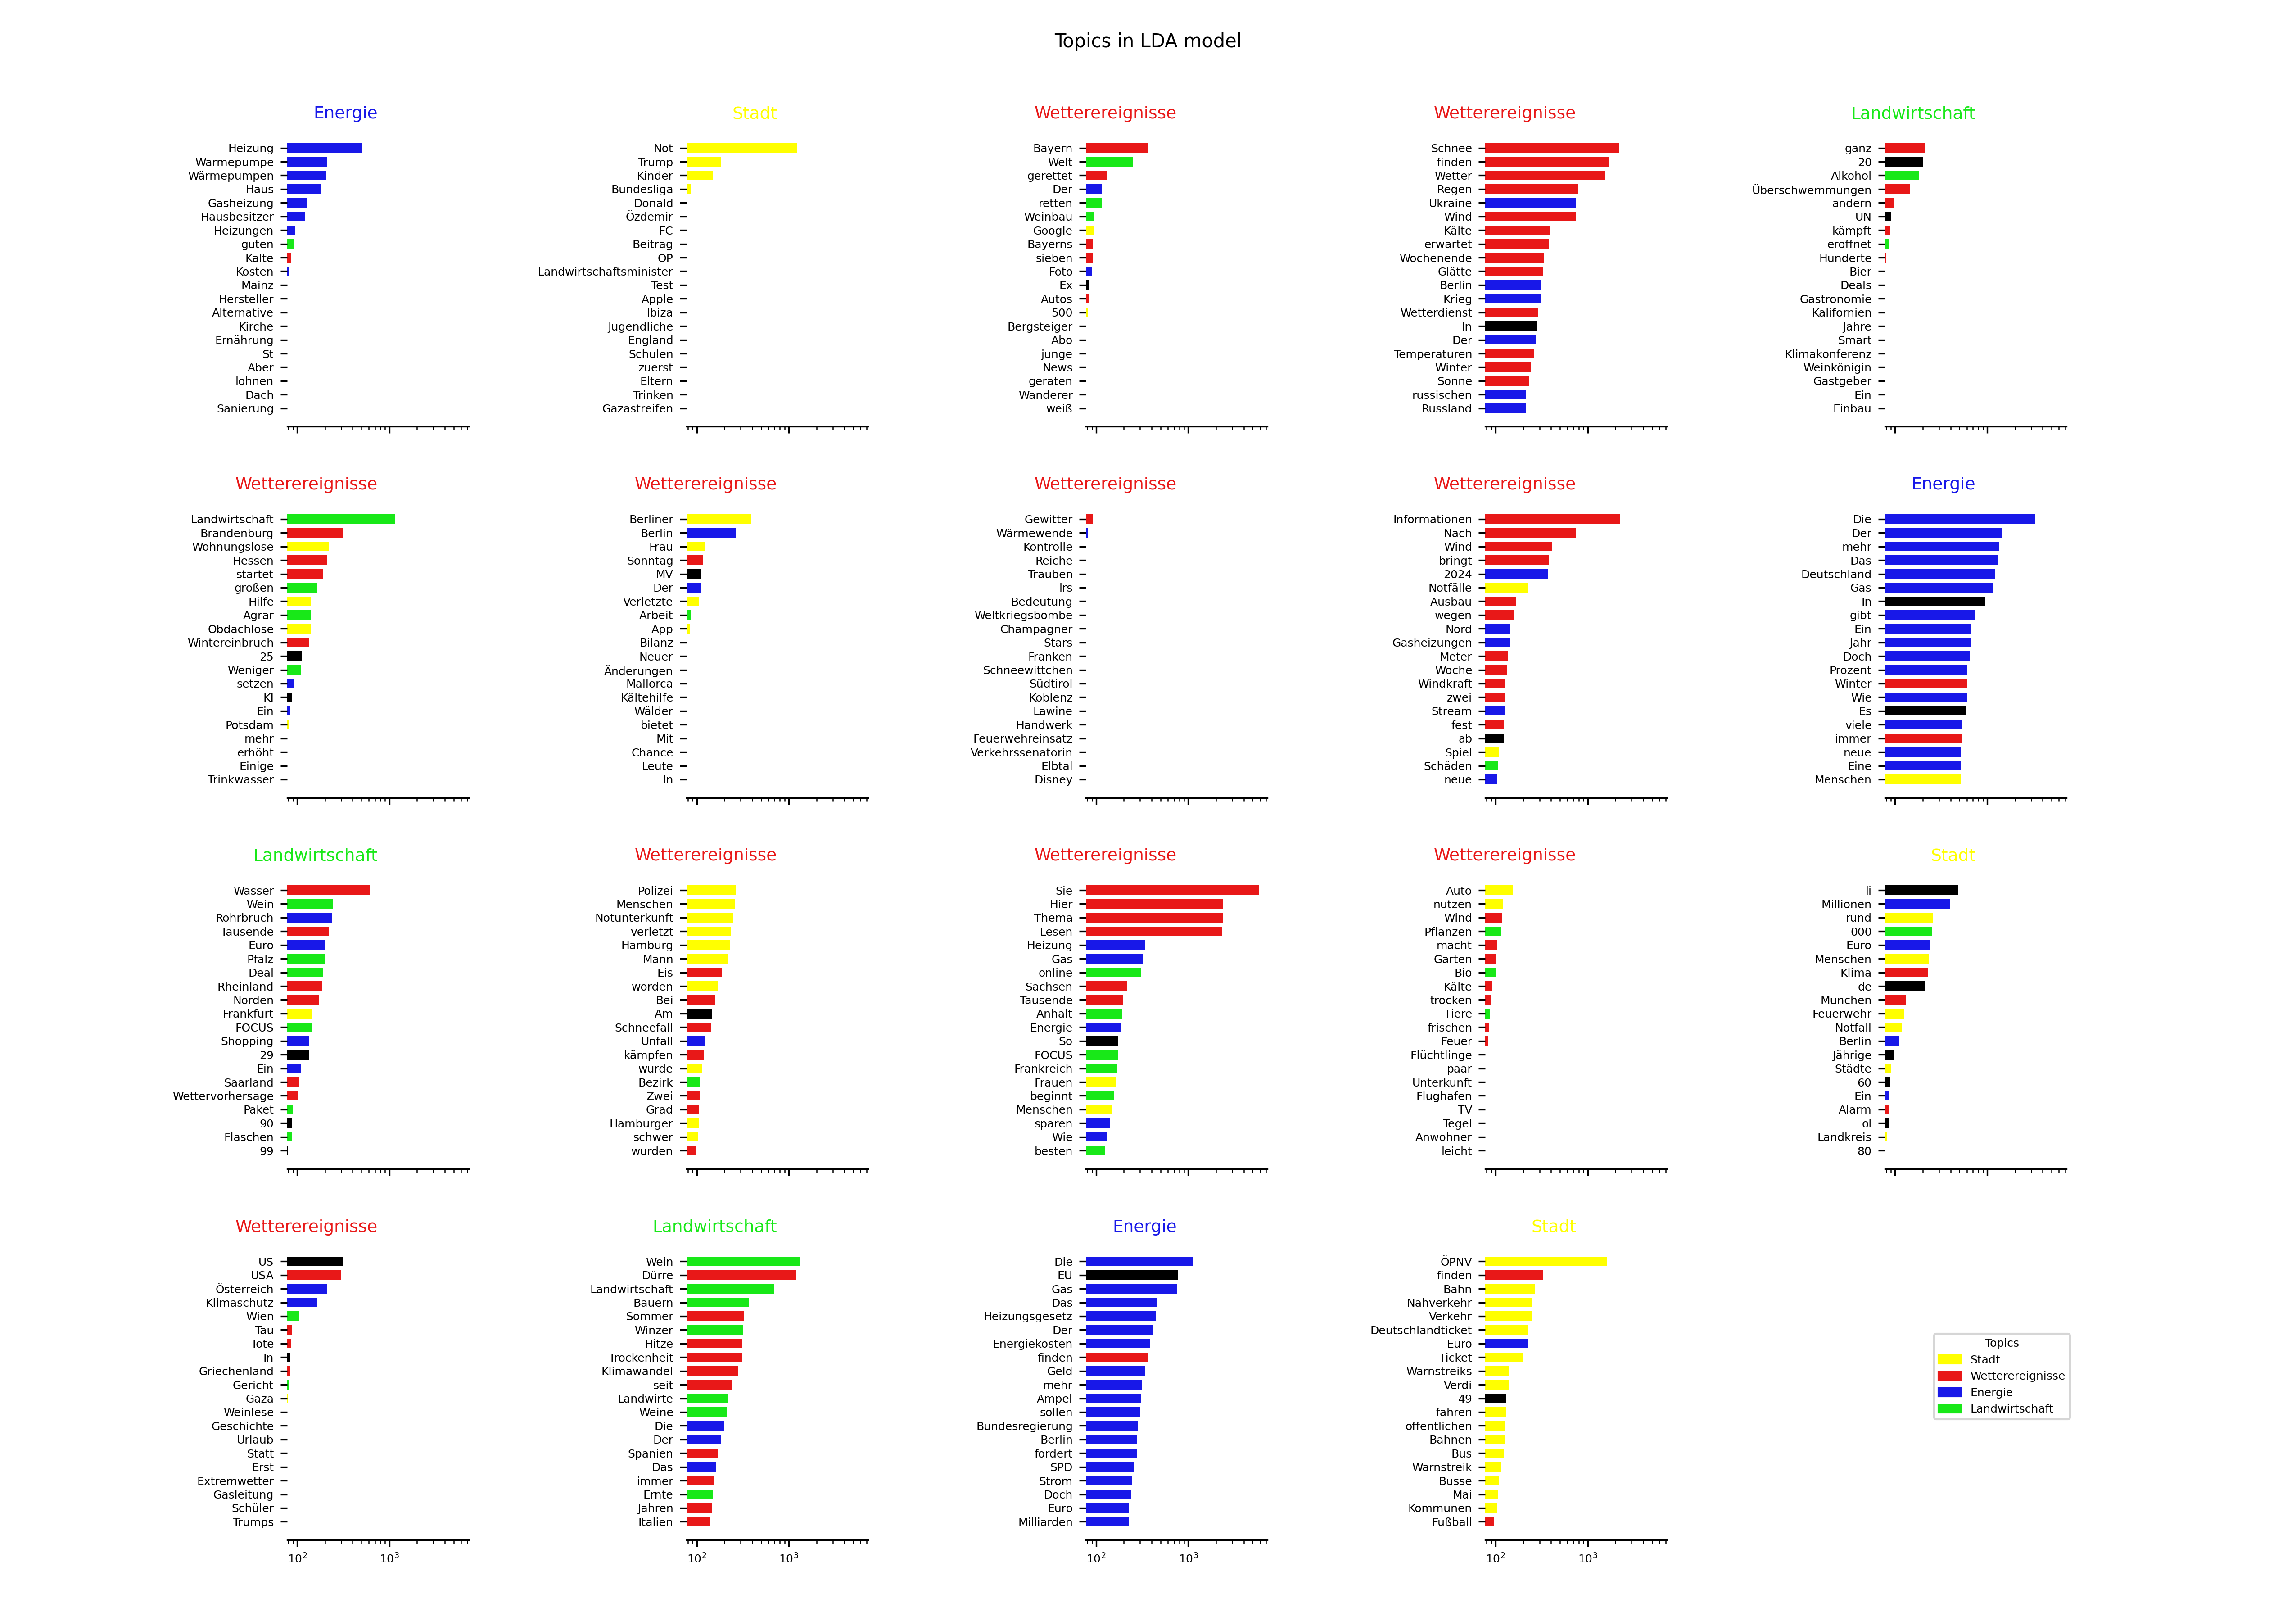 Topics in LDA model
Energie
Heizung
Wärmepumpe
Wärmepumpen
Haus
Gasheizung
Hausbesitzer
Heizungen
guten
Kälte
Kosten
Mainz
Hersteller
Alternative
Kirche
Ernährung
St
Aber
lohnen
Dach
Sanierung
Stadt
Not
Trump
Kinder
Bundesliga
Donald
Özdemir
FC
Beitrag
OP
Landwirtschaftsminister
Test
Apple
Ibiza
Jugendliche
England
Schulen
zuerst
Eltern
Trinken
Gazastreifen
Wetterereignisse
Bayern
Welt
gerettet
Der
retten
Weinbau
Google
Bayerns
sieben
Foto
Ex
Autos
500
Bergsteiger
Abo
junge
News
geraten
Wanderer
weiß
Wetterereignisse
Schnee
finden
Wetter
Regen
Ukraine
Wind
Kälte
erwartet
Wochenende
Glätte
Berlin
Krieg
Wetterdienst
In
Der
Temperaturen
Winter
Sonne
russischen
Russland
Landwirtschaft
ganz
20
Alkohol
Überschwemmungen
ändern
UN
kämpft
eröffnet
Hunderte
Bier
Deals
Gastronomie
Kalifornien
Jahre
Smart
Klimakonferenz
Weinkönigin
Gastgeber
Ein
Einbau
Wetterereignisse
Landwirtschaft
Brandenburg
Wohnungslose
Hessen
startet
großen
Hilfe
Agrar
Obdachlose
Wintereinbruch
25
Weniger
setzen
KI
Ein
Potsdam
mehr
erhöht
Einige
Trinkwasser
Wetterereignisse
Berliner
Berlin
Frau
Sonntag
MV
Der
Verletzte
Arbeit
App
Bilanz
Neuer
Änderungen
Mallorca
Kältehilfe
Wälder
bietet
Mit
Chance
Leute
In
Wetterereignisse
Gewitter
Wärmewende
Kontrolle
Reiche
Trauben
Irs
Bedeutung
Weltkriegsbombe
Champagner
Stars
Franken
Schneewittchen
Südtirol
Koblenz
Lawine
Handwerk
Feuerwehreinsatz
Verkehrssenatorin
Elbtal
Disney
Wetterereignisse
Informationen
Nach
Wind
bringt
2024
Notfälle
Ausbau
wegen
Nord
Gasheizungen
Meter
Woche
Windkraft
zwei
Stream
fest
ab
Spiel
Schäden
neue
Energie
Die
Der
mehr
Das
Deutschland
Gas
In
gibt
Ein
Jahr
Doch
Prozent
Winter
Wie
Es
viele
immer
neue
Eine
Menschen
Landwirtschaft
Wasser
Wein
Rohrbruch
Tausende
Euro
Pfalz
Deal
Rheinland
Norden
Frankfurt
FOCUS
Shopping
29
Ein
Saarland
Wettervorhersage
Paket
90
Flaschen
99
Wetterereignisse
Polizei
Menschen
Notunterkunft
verletzt
Hamburg
Mann
Eis
worden
Bei
Am
Schneefall
Unfall
kämpfen
wurde
Bezirk
Zwei
Grad
Hamburger
schwer
wurden
Wetterereignisse
Sie
Hier
Thema
Lesen
Heizung
Gas
online
Sachsen
Tausende
Anhalt
Energie
So
FOCUS
Frankreich
Frauen
beginnt
Menschen
sparen
Wie
besten
Wetterereignisse
Auto
nutzen
Wind
Pflanzen
macht
Garten
Bio
Kälte
trocken
Tiere
frischen
Feuer
Flüchtlinge
paar
Unterkunft
Flughafen
TV
Tegel
Anwohner
leicht
Stadt
li
Millionen
rund
000
Euro
Menschen
Klima
de
München
Feuerwehr
Notfall
Berlin
Jährige
Städte
60
Ein
Alarm
ol
Landkreis
80
Wetterereignisse
US
USA
Österreich
Klimaschutz
Wien
Tau
Tote
In
Griechenland
Gericht
Gaza
Weinlese
Geschichte
Urlaub
Statt
Erst
Extremwetter
Gasleitung
Schüler
Trumps
10² 10³
Landwirtschaft
Wein
Dürre
Landwirtschaft
Bauern
Sommer
Winzer
Hitze
Trockenheit
Klimawandel
seit
Landwirte
Weine
Die
Der
Spanien
Das
immer
Ernte
Jahren
Italien
10² 10³
Energie
Die
EU
Gas
Das
Heizungsgesetz
Der
Energiekosten
finden
Geld
mehr
Ampel
sollen
Bundesregierung
Berlin
fordert
SPD
Strom
Doch
Euro
Milliarden
10² 10³
Stadt
ÖPNV
finden
Bahn
Nahverkehr
Verkehr
Deutschlandticket
Euro
Ticket
Warnstreiks
Verdi
49
fahren
öffentlichen
Bahnen
Bus
Warnstreik
Busse
Mai
Kommunen
Fußball
10² 10³
Topics
Stadt
Wetterereignisse
Energie
Landwirtschaft